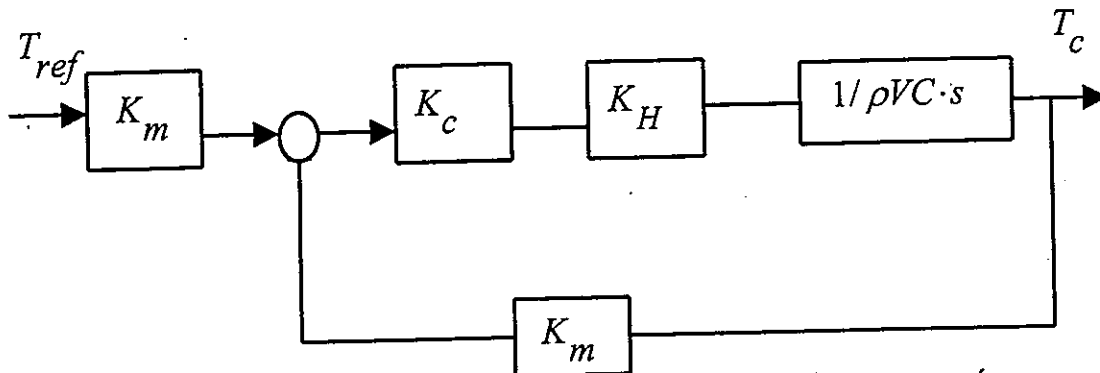 T_ref
T_c
K_m
K_c
K_H
1/ρVC·s
K_m